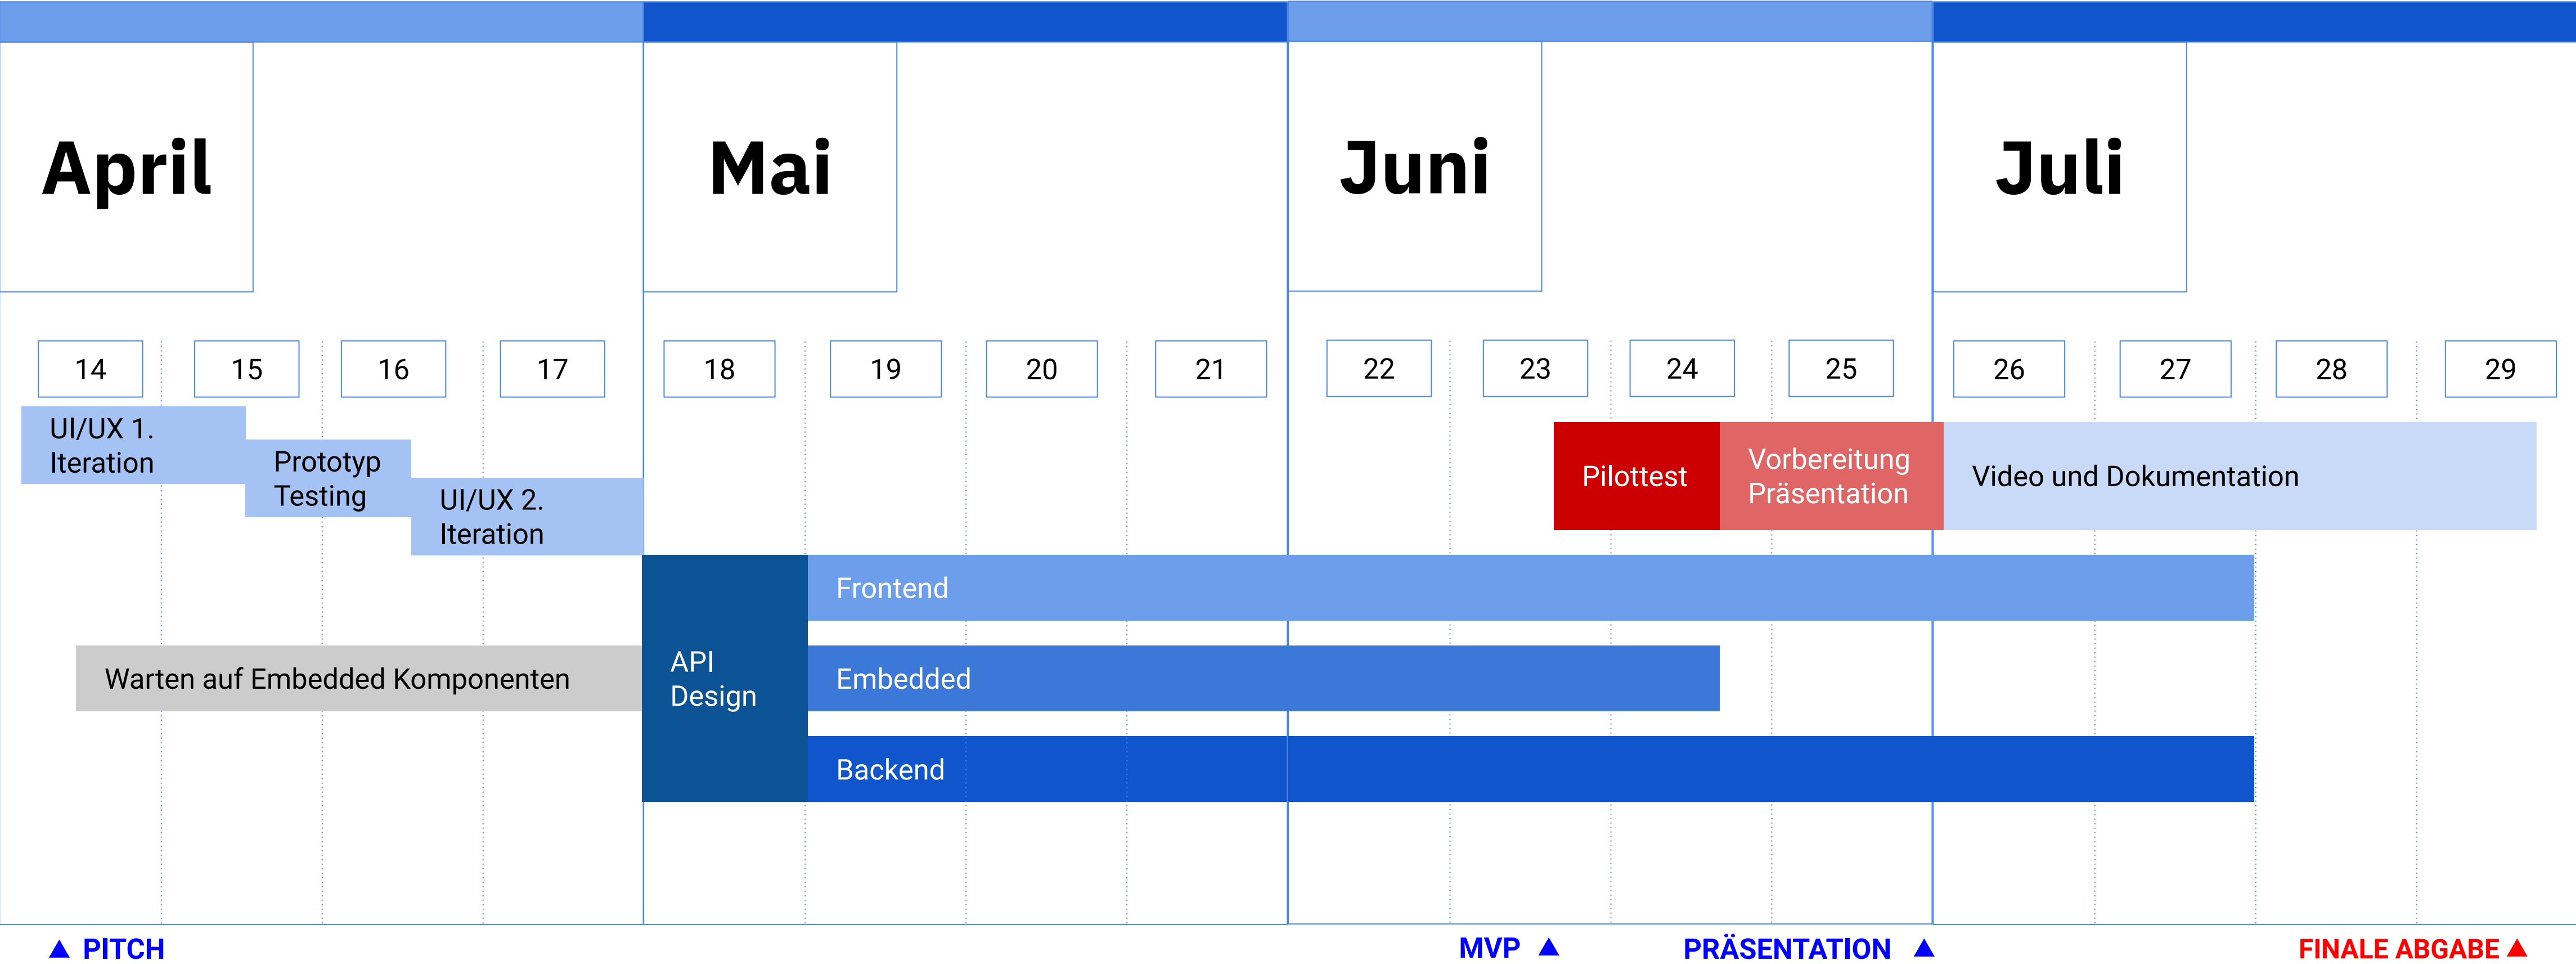 April
Mai
Juni
Juli
14
15
16
17
18
19
20
21
22
23
24
25
26
27
28
29
UI/UX 1.
Iteration
Prototyp
Testing
UI/UX 2.
Iteration
Pilottest
Vorbereitung
Präsentation
Video und Dokumentation
Frontend
Warten auf Embedded Komponenten
API
Design
Embedded
Backend
PITCH
MVP
PRÄSENTATION
FINALE ABGABE